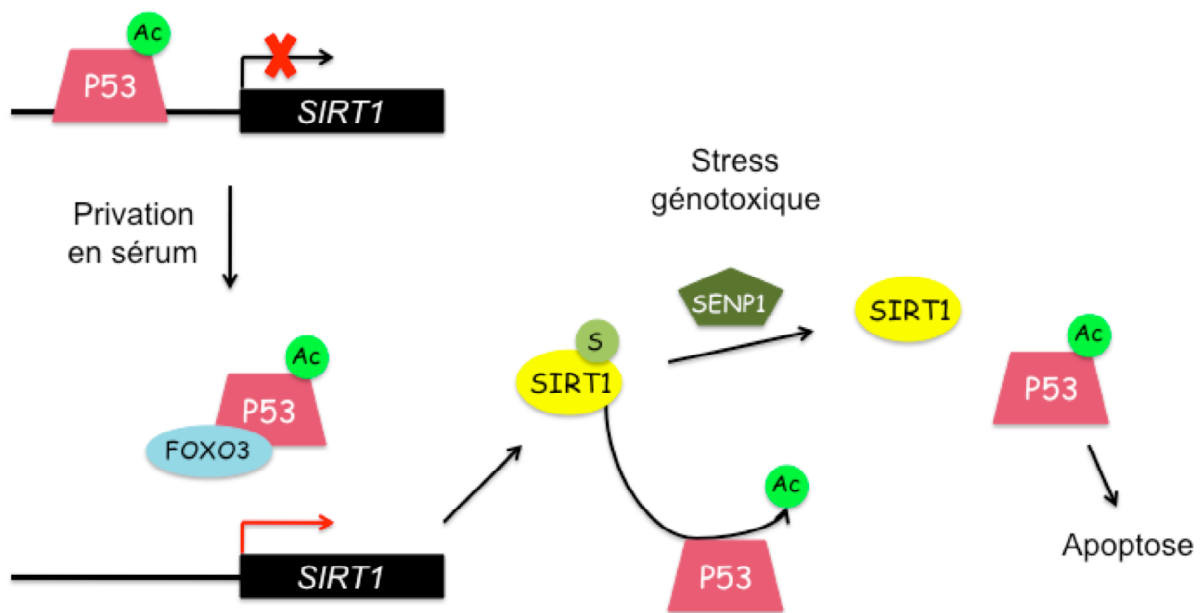 Ac
P53
SIRT1
Privation
en sérum
Ac
P53
FOXO3
SIRT1
Stress
génotoxique
SENP1
S
SIRT1
SIRT1
Ac
P53
Ac
P53
Apoptose